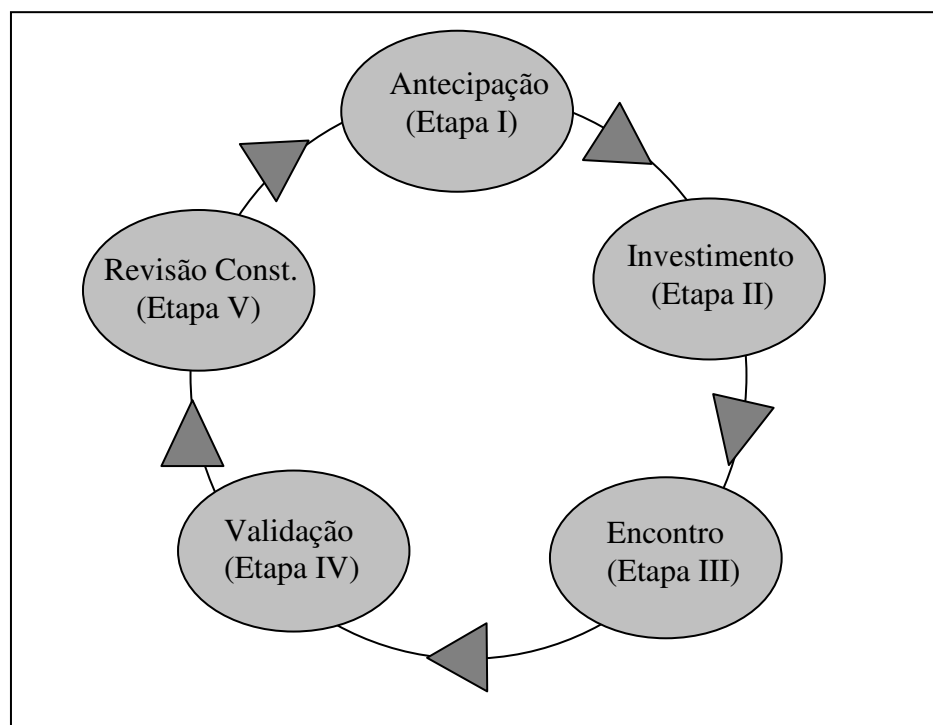 Antecipação
(Etapa I)
Investimento
(Etapa II)
Encontro
(Etapa III)
Validação
(Etapa IV)
Revisão Const.
(Etapa V)